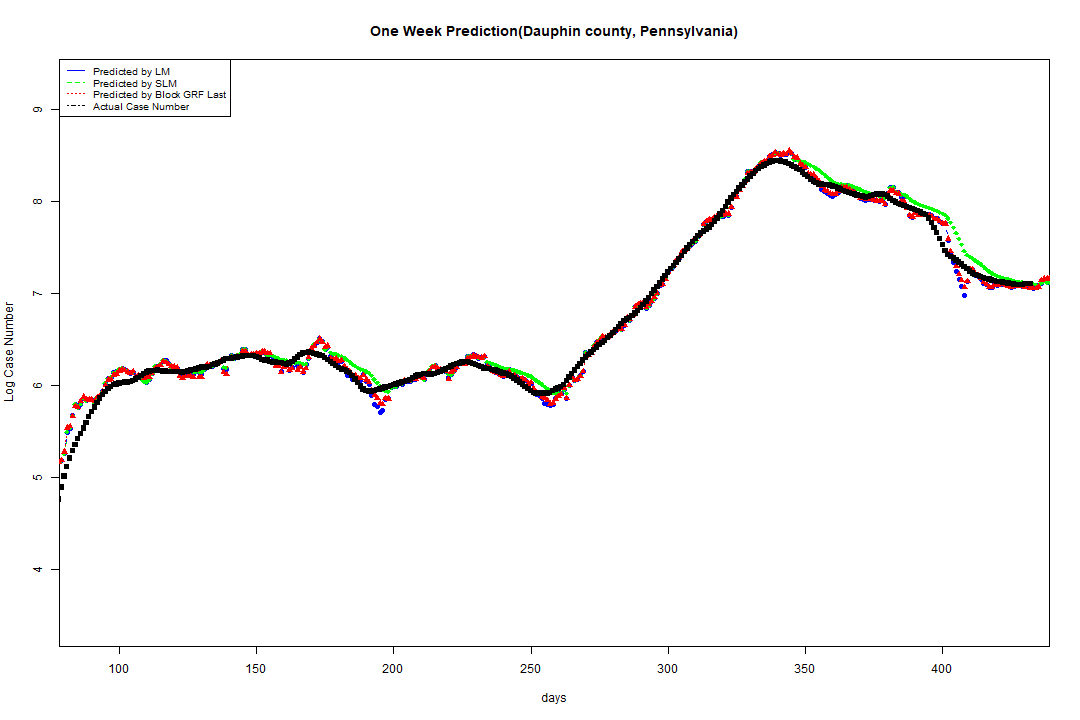 One Week Prediction(Dauphin county, Pennsylvania)
Predicted by LM
Predicted by SLM
Predicted by Block GRF Last
Actual Case Number
9
8
7
6
5
4
Log Case Number
100 150 200 250 300 350 400
days